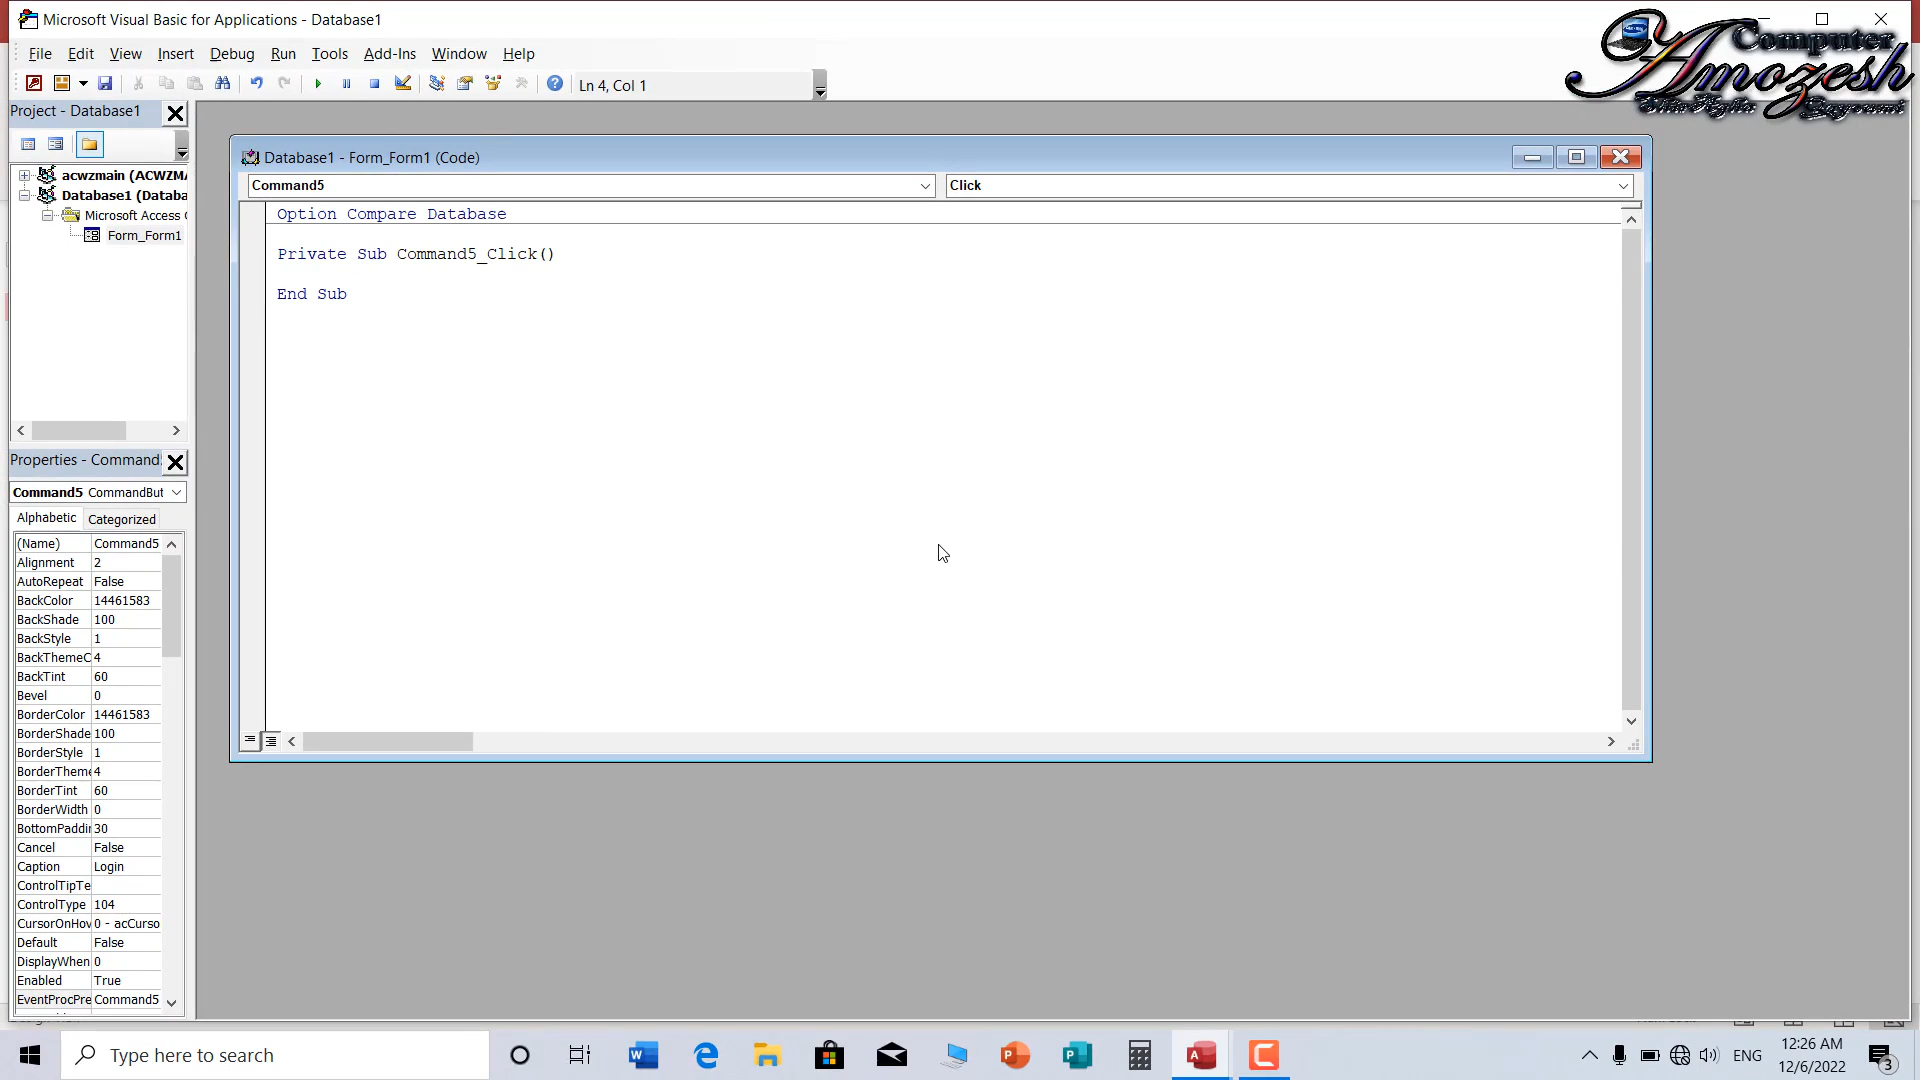 Microsoft Visual Basic for Applications - Database1
File Edit View Insert Debug Run Tools Add-Ins Window Help
Ln 4, Col 1
Computer
Amozesh
Project - Database1
acwzmain (ACWZMA
Database1 (Databa
Microsoft Access C
Form_Form1
Database1 - Form_Form1 (Code)
Command5
Click
Option Compare Database
Private Sub Command5_Click()
End Sub
Properties - Command5
Command5 CommandBut
Alphabetic Categorized
(Name) Command5
Alignment 2
AutoRepeat False
BackColor 14461583
BackShade 100
BackStyle 1
BackThemeC 4
BackTint 60
Bevel 0
BorderColor 14461583
BorderShade 100
BorderStyle 1
BorderTheme 4
BorderTint 60
BorderWidth 0
BottomPaddin 30
Cancel False
Caption Login
ControlTipTe
ControlType 104
CursorOnHov 0 - acCurso
Default False
DisplayWhen 0
Enabled True
EventProcPre Command5
Type here to search
ENG
12:26 AM
12/6/2022
3